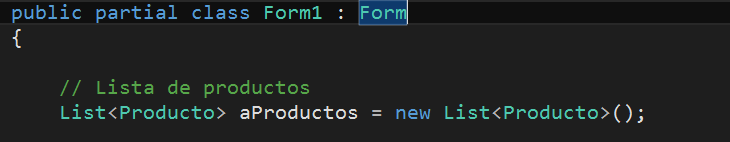 public partial class Form1 : Form
{
// Lista de productos
List<Producto> aProductos = new List<Producto>();